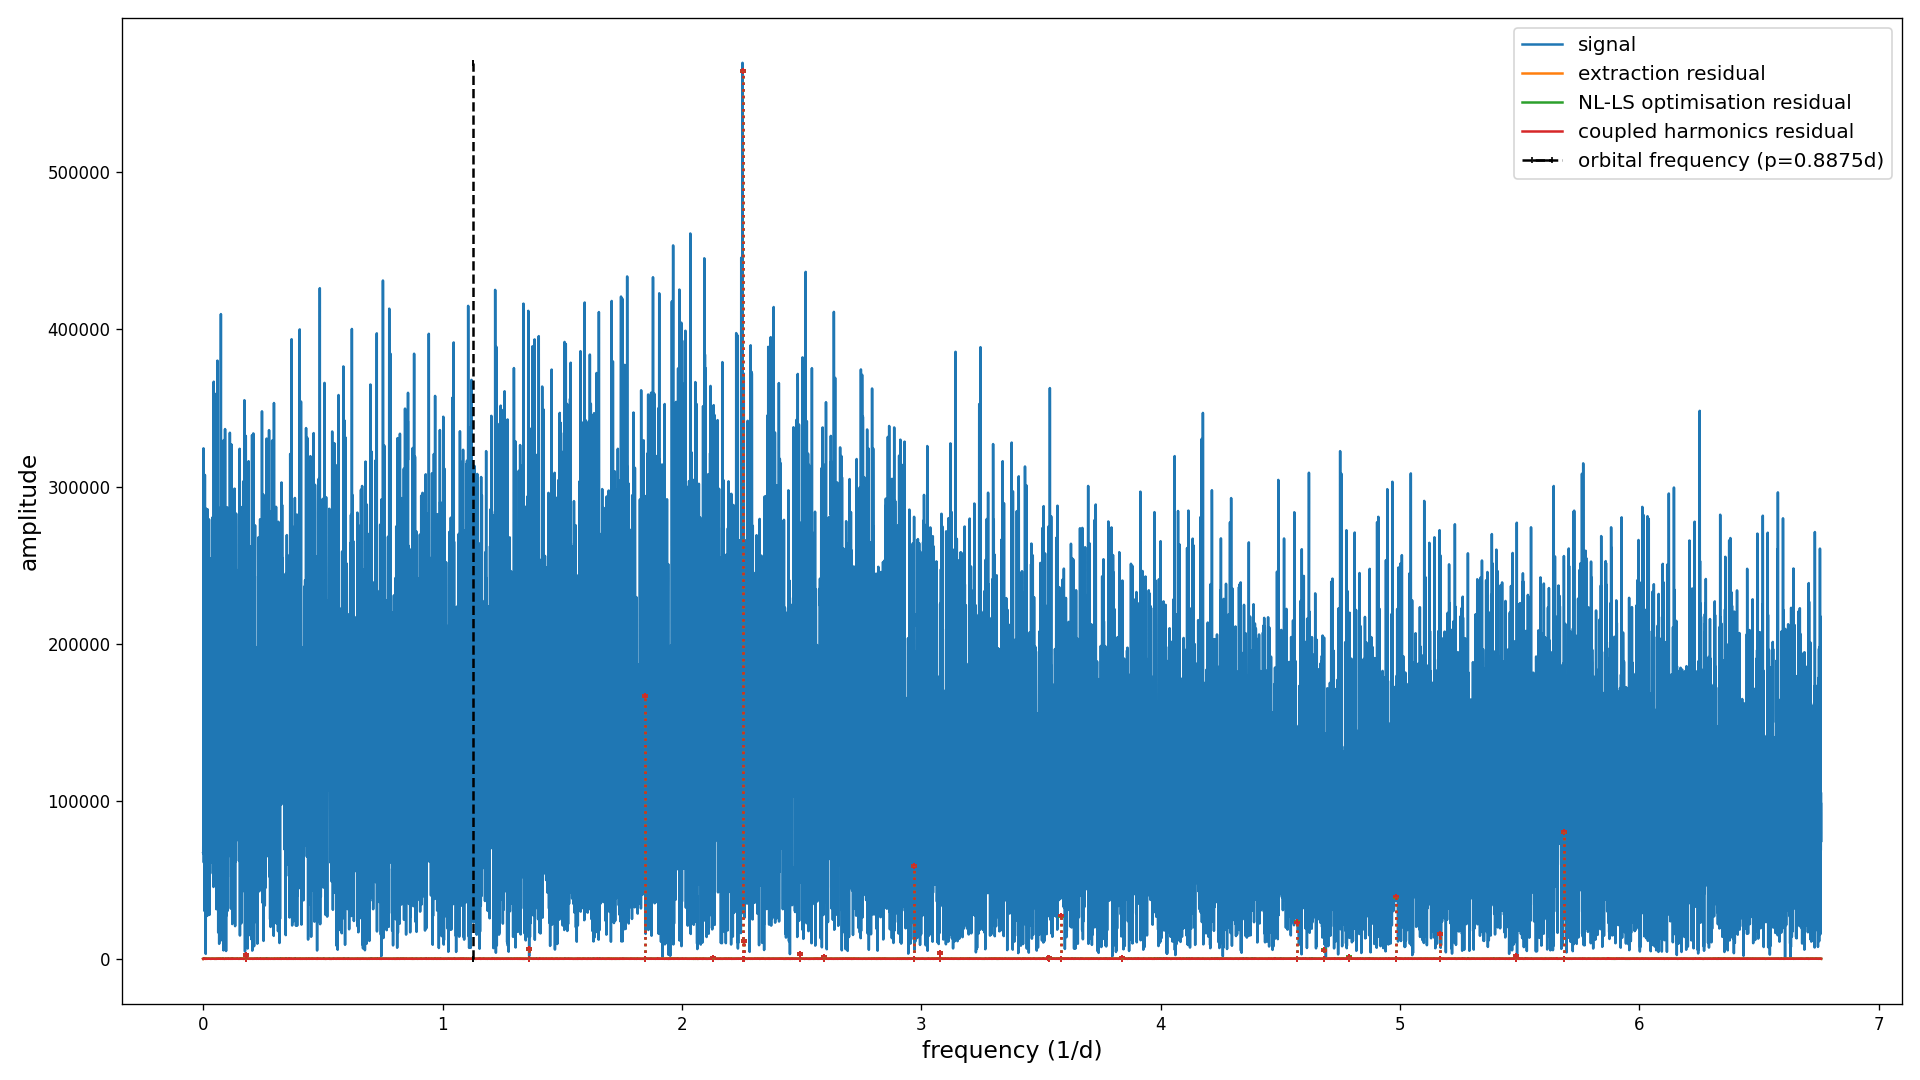 signal
extraction residual
NL-LS optimisation residual
coupled harmonics residual
orbital frequency (p=0.8875d)
amplitude
500000
400000
300000
200000
100000
0
0 1 2 3 4 5 6 7
frequency (1/d)